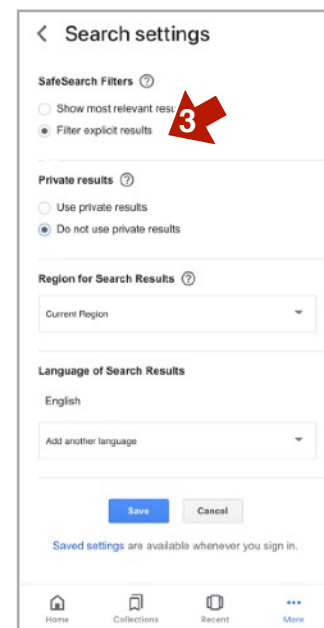 Search settings
SafeSearch Filters ?
Show most relevant resu
3
Filter explicit results
Private results ?
Use private results
Do not use private results
Region for Search Results ?
Current Region
Language of Search Results
English
Add another language
Save Cancel
Saved settings are available whenever you sign in.
Home Collections Recent More